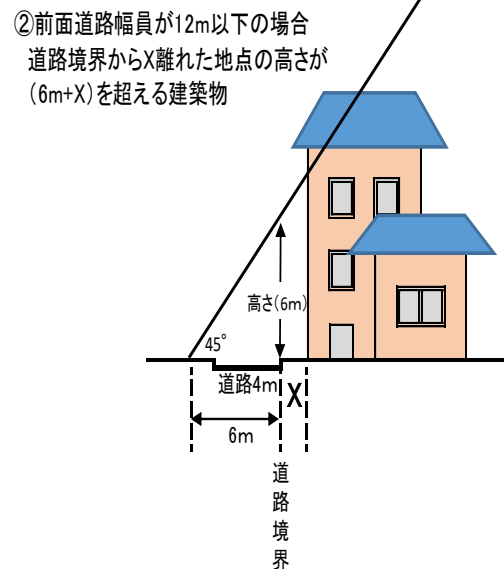 ②前面道路幅員が12m以下の場合
道路境界からX離れた地点の高さが
(6m+X)を超える建築物
高さ(6m)
45°
道路4m
X
6m
道路境界